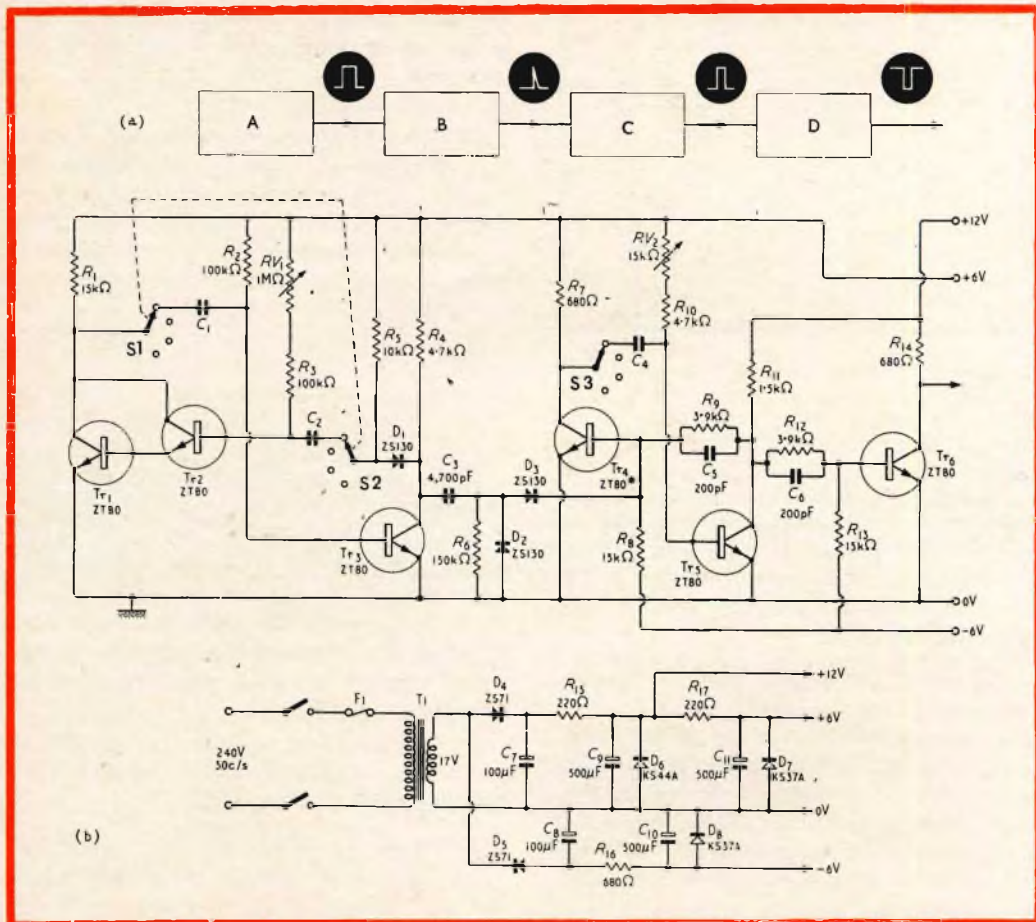 (a)
A
B
C
D
R1
15kΩ
S1
C1
R2
100kΩ
RV1
1MΩ
R3
100kΩ
C2
S2
R5
10kΩ
R4
4·7kΩ
D1
ZS130
C3
4,700pF
R6
150kΩ
D2
ZS130
D3
ZS130
Tr1
ZT80
Tr2
ZT80
Tr3
ZT80
R7
680Ω
S3
C4
RV2
15kΩ
R10
4·7kΩ
Tr4
ZT80*
R8
15kΩ
R9
3·9kΩ
C5
200pF
R11
1·5kΩ
Tr5
ZT80
R12
3·9kΩ
C6
200pF
R13
15kΩ
R14
680Ω
Tr6
ZT80
+12V
+6V
0V
-6V
(b)
240V
50c/s
F1
T1
17V
D4
ZS71
C7
100µF
R15
220Ω
C9
500µF
D6
KS44A
R17
220Ω
C11
500µF
D7
KS37A
D5
ZS71
C8
100µF
R16
680Ω
C10
500µF
D8
+12V
+6V
0V
-6V